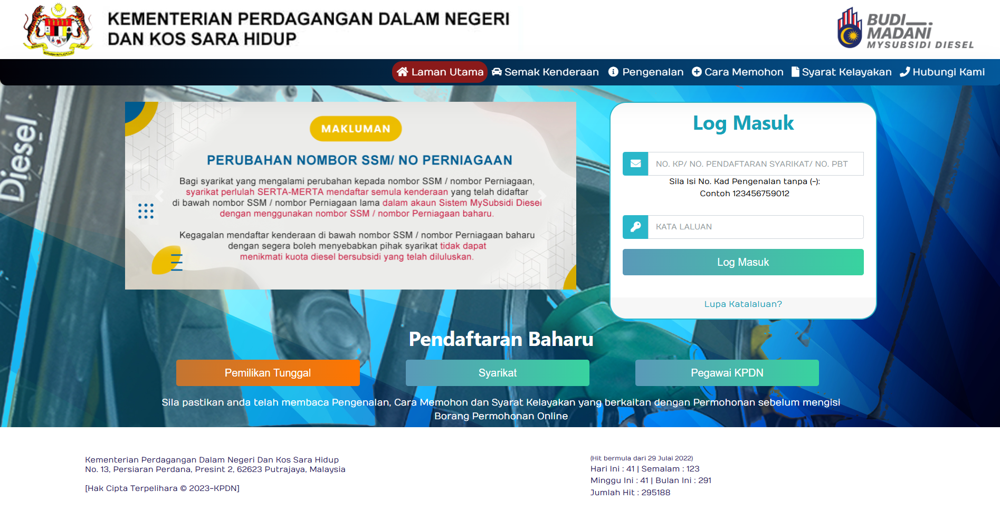 KEMENTERIAN PERDAGANGAN DALAM NEGERI
DAN KOS SARA HIDUP
BUDI
MADANI
MYSUBSIDI DIESEL
Laman Utama
Semak Kenderaan
Pengenalan
Cara Memohon
Syarat Kelayakan
Hubungi Kami
Diesel
MAKLUMAN
PERUBAHAN NOMBOR SSM/ NO PERNIAGAAN
Bagi syarikat yang mengalami perubahan kepada nombor SSM / nombor Perniagaan,
syarikat perlulah SERTA-MERTA mendaftar semula kenderaan yang telah didaftar
di bawah nombor SSM / nombor Perniagaan lama dalam akaun Sistem MySubsidi Diesel
dengan menggunakan nombor SSM / nombor Perniagaan baharu.
Kegagalan mendaftar kenderaan di bawah nombor SSM / nombor Perniagaan baharu
dengan segera boleh menyebabkan pihak syarikat tidak dapat
menikmati kuota diesel bersubsidi yang telah diluluskan.
Log Masuk
NO. KP/ NO. PENDAFTARAN SYARIKAT/ NO. PBT
Sila Isi No. Kad Pengenalan tanpa (-):
Contoh 123456759012
KATA LALUAN
Log Masuk
Lupa Katalaluan?
Pendaftaran Baharu
Pemilikan Tunggal
Syarikat
Pegawai KPDN
Sila pastikan anda telah membaca Pengenalan, Cara Memohon dan Syarat Kelayakan yang berkaitan dengan Permohonan sebelum mengisi
Borang Permohonan Online
Kementerian Perdagangan Dalam Negeri Dan Kos Sara Hidup
No. 13, Persiaran Perdana, Presint 2, 62623 Putrajaya, Malaysia
[Hak Cipta Terpelihara © 2023-KPDN]
(Hit bermula dari 29 Julai 2022)
Hari Ini : 41 | Semalam : 123
Minggu Ini : 41 | Bulan Ini : 291
Jumlah Hit : 295188